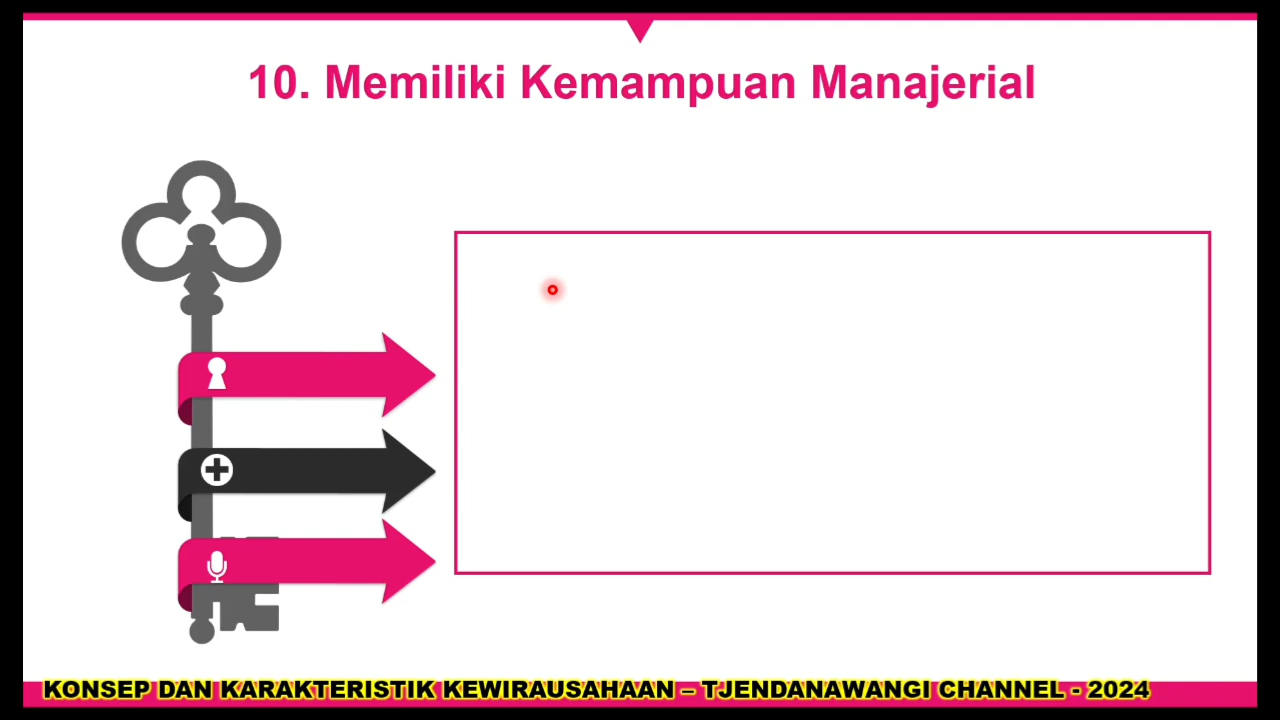 10. Memiliki Kemampuan Manajerial
KONSEP DAN KARAKTERISTIK KEWIRAUSAHAAN – TJENDANAWANGI CHANNEL - 2024